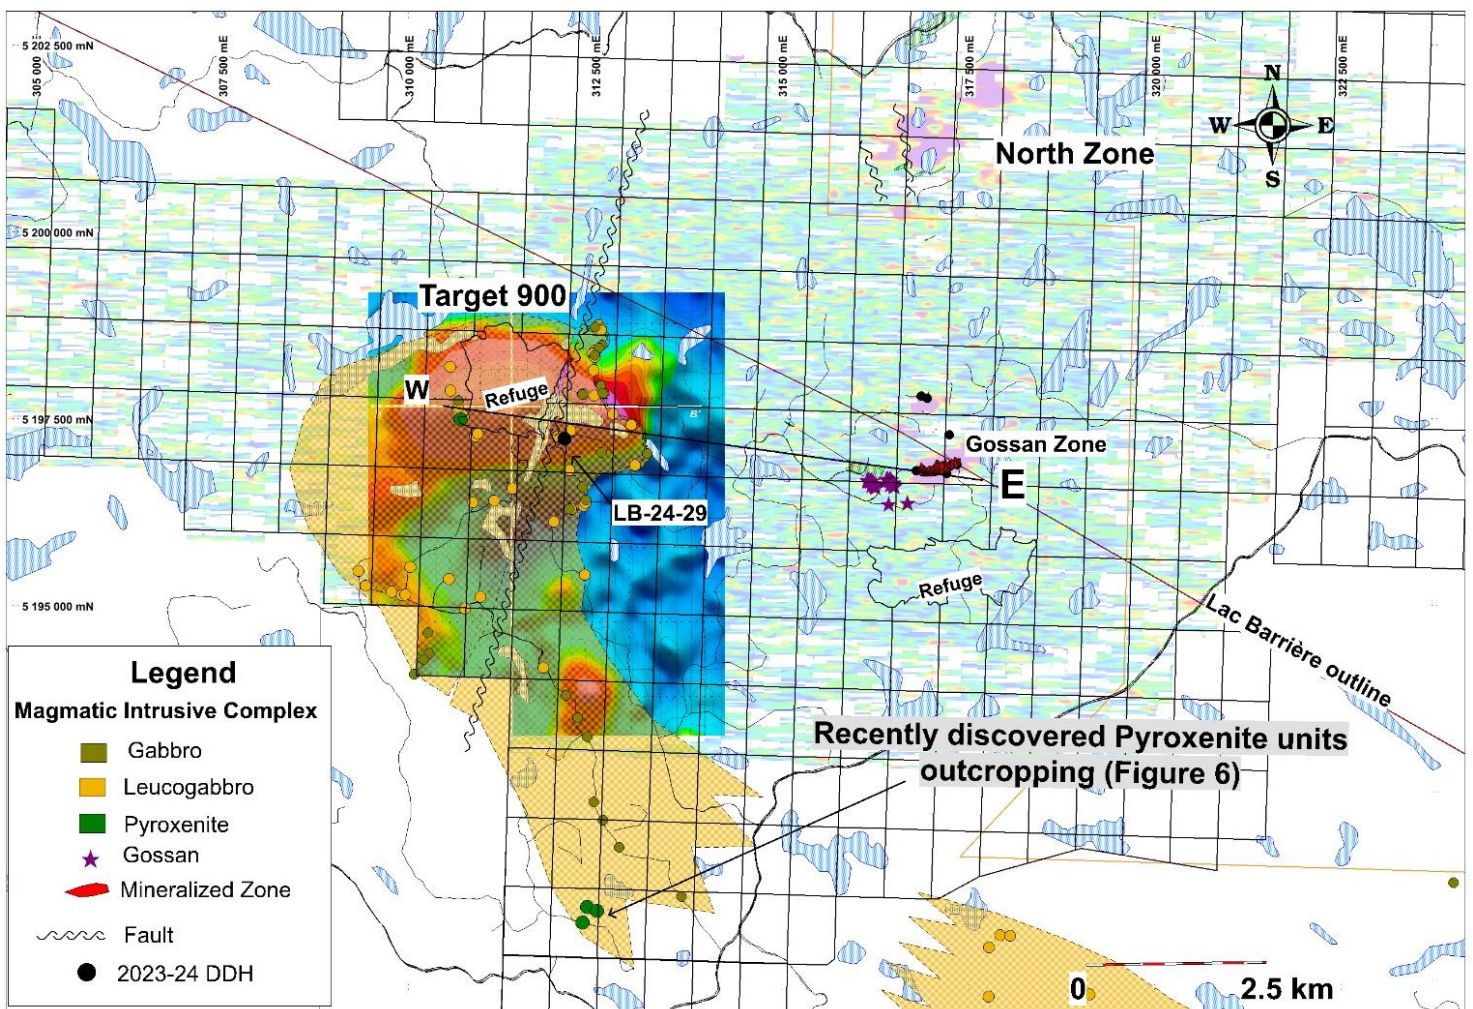 5 202 500 mN
305 000 mE
307 500 mE
310 000 mE
312 500 mE
315 000 mE
317 500 mE
320 000 mE
322 500 mE
N
W
E
S
North Zone
5 200 000 mN
Target 900
W
Refuge
B'
5 197 500 mN
Gossan Zone
E
LB-24-29
Refuge
5 195 000 mN
Lac Barrière outline
Recently discovered Pyroxenite units
outcropping (Figure 6)
Legend
Magmatic Intrusive Complex
Gabbro
Leucogabbro
Pyroxenite
Gossan
Mineralized Zone
Fault
2023-24 DDH
0
2.5 km